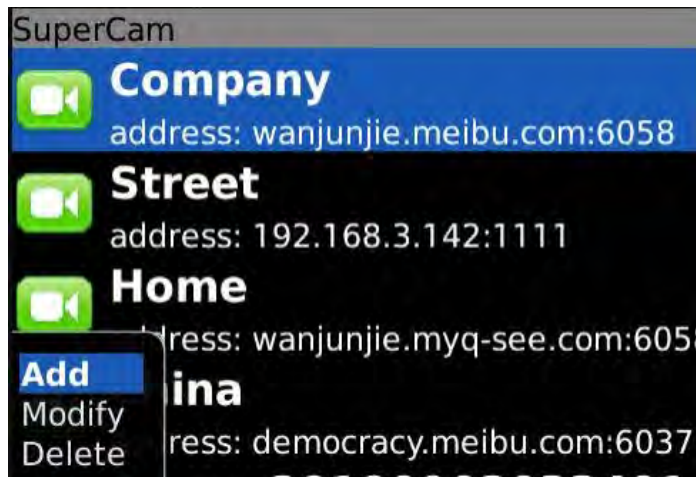 SuperCam
Company
address: wanjunjie.meibu.com:6058
Street
address: 192.168.3.142:1111
Home
dress: wanjunjie.myq-see.com:605
Add
ina
Modify
ress: democracy.meibu.com:6037
Delete